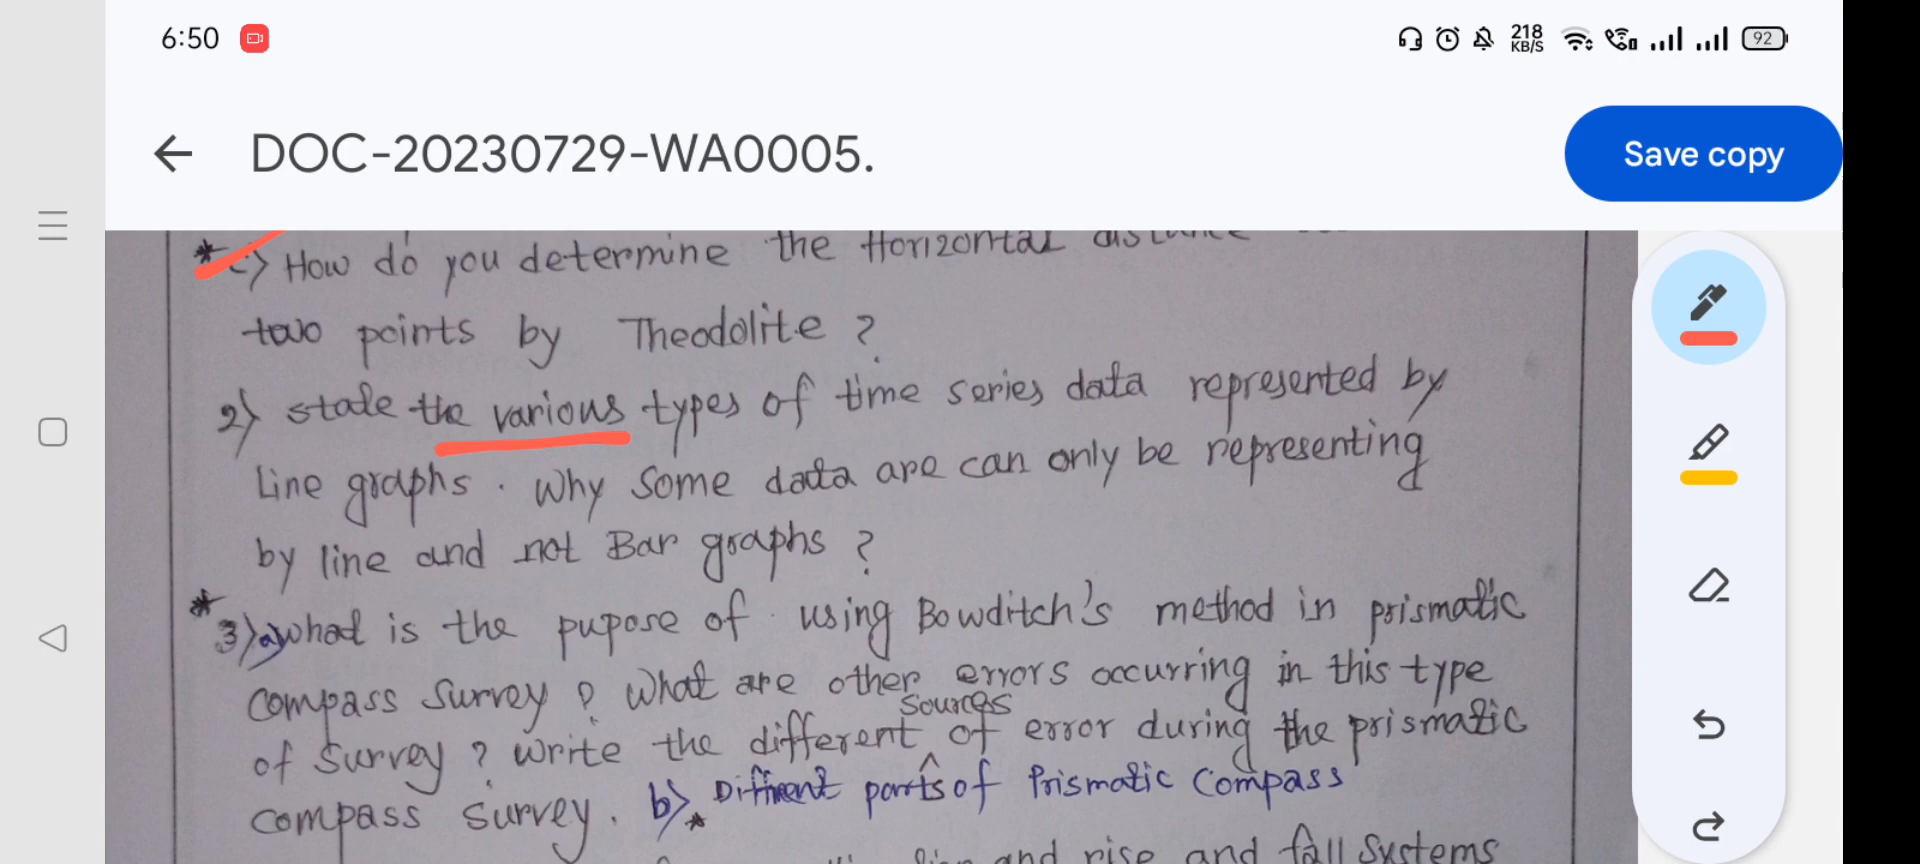 6:50 218 KB/S 92
DOC-20230729-WA0005. Save copy
* c) How do you determine the Horizontal distance
two points by Theodolite ?
2) state the various types of time series data represented by
Line graphs. Why Some data are can only be representing
by line and not Bar graphs ?
* 3) a) what is the pupose of using Bowditch's method in prismatic
compass survey ? What are other errors occurring in this type
sources
of survey ? write the different ^ of error during the prismatic
compass survey. b) * Different parts of Prismatic Compass
and rise and fall Systems